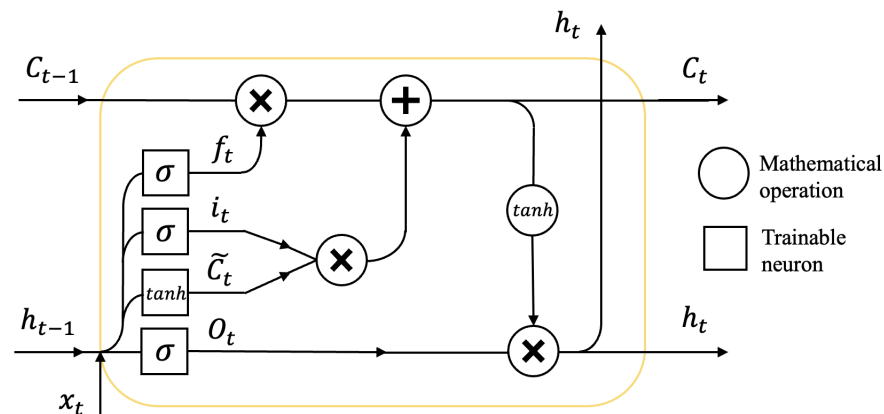 h_t
C_{t-1}
C_t
×
+
f_t
σ
Mathematical
operation
i_t
σ
tanh
×
C̃_t
Trainable
neuron
tanh
h_{t-1}
O_t
h_t
σ
×
x_t